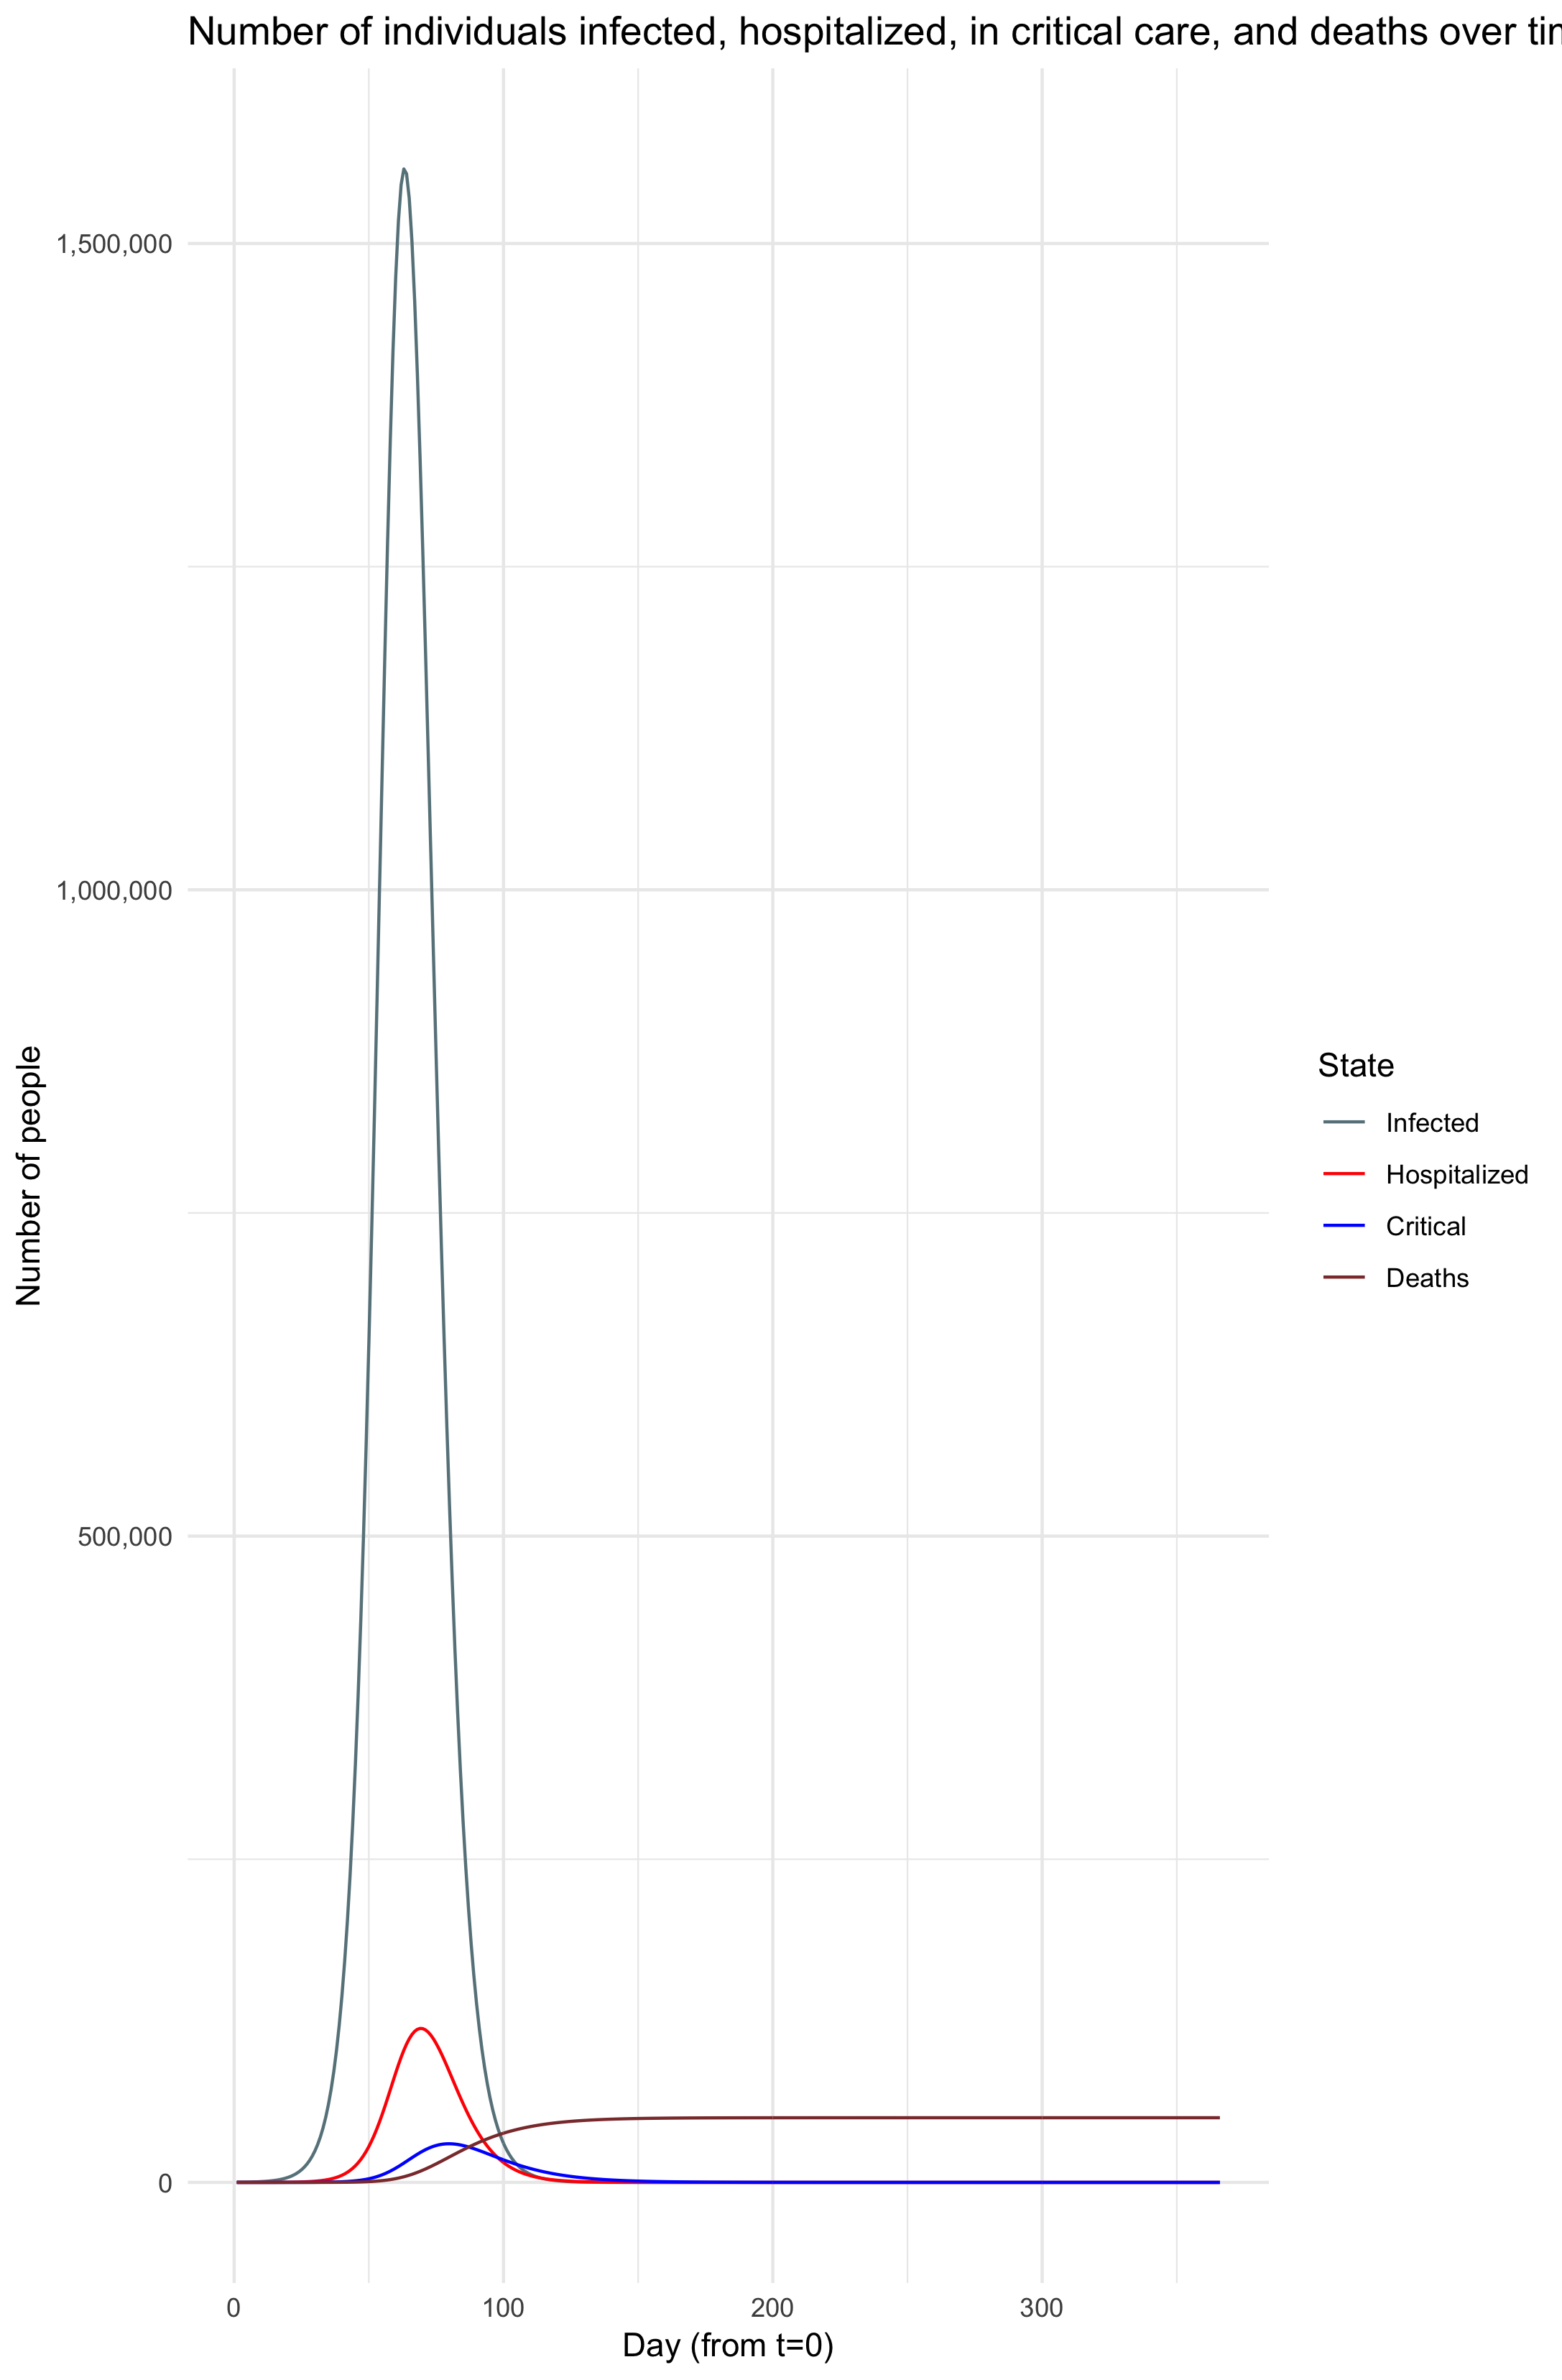 Number of individuals infected, hospitalized, in critical care, and deaths over
1,500,000
1,000,000
500,000
0
Number of people
State
Infected
Hospitalized
Critical
Deaths
0 100 200 300
Day (from t=0)